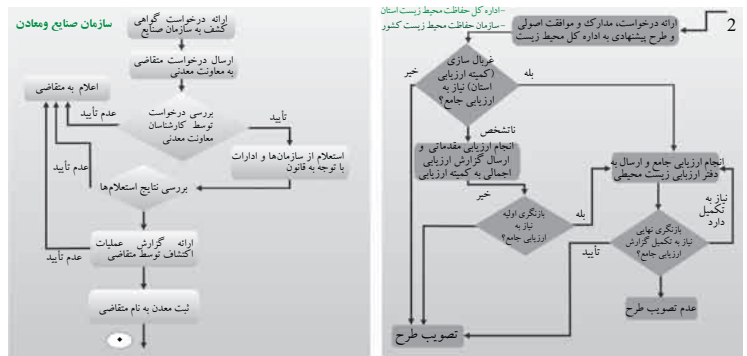 -اداره کل حفاظت محیط زیست استان
-سازمان حفاظت محیط زیست کشور
2
ارائه درخواست، مدارک و موافقت اصولی
و طرح پیشنهادی به اداره کل محیط زیست
غربال سازی
(کمیته ارزیابی
استان) نیاز به
ارزیابی جامع؟
خیر
بله
ناتشخص
انجام ارزیابی مقدماتی و
ارسال گزارش ارزیابی
اجمالی به کمیته ارزیابی
انجام ارزیابی جامع و ارسال به
دفتر ارزیابی زیست محیطی
خیر
بازنگری اولیه
نیاز به
ارزیابی جامع؟
بله
بازنگری نهایی
نیاز به تکمیل گزارش
ارزیابی جامع؟
نیاز به
تکمیل
دارد
تأیید
عدم تصویب طرح
تصویب طرح
سازمان صنایع ومعادن
ارائه درخواست گواهی
کشف به سازمان صنایع
ارسال درخواست متقاضی
به معاونت معدنی
اعلام به متقاضی
بررسی درخواست
توسط کارشناسان
معاونت معدنی
عدم تأیید
تأیید
استعلام از سازمان‌ها و ادارات
با توجه به قانون
بررسی نتایج استعلام‌ها
عدم تأیید
ارائه گزارش عملیات
اکتشاف توسط متقاضی
عدم تأیید
ثبت معدن به نام متقاضی